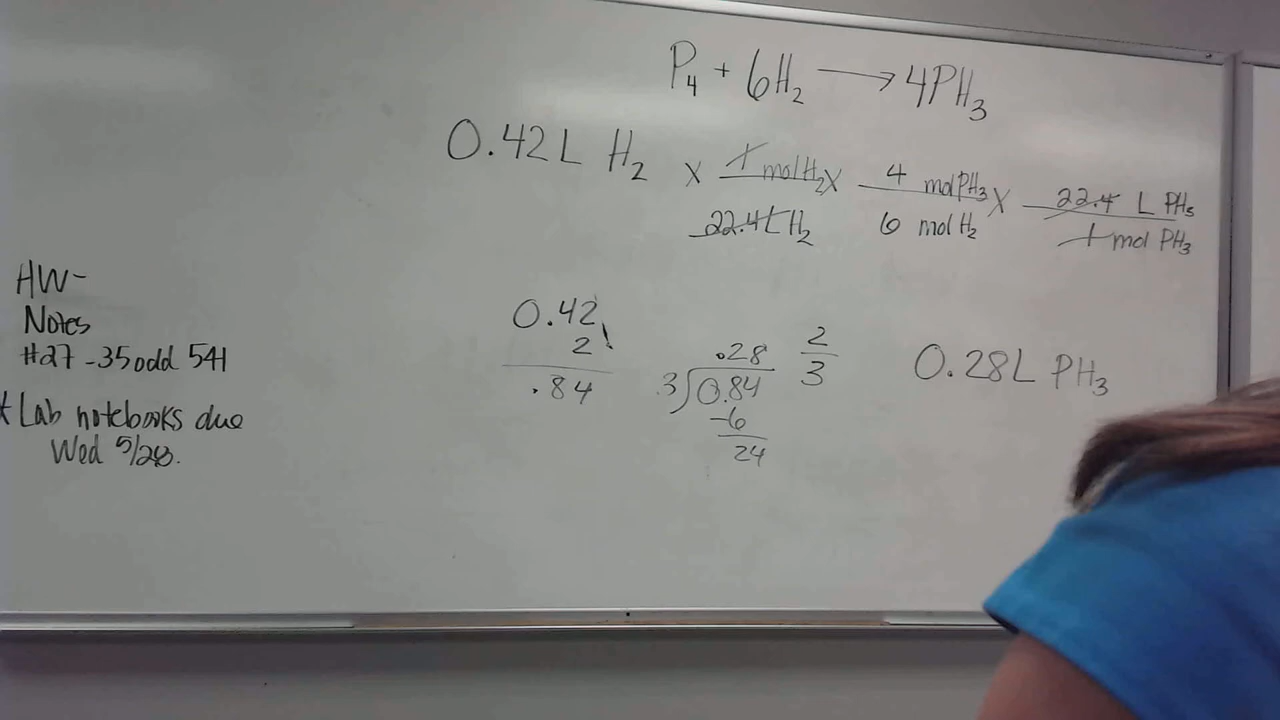 P₄ + 6H₂ → 4PH₃
0.42 L H₂ x 1 mol H₂ x 4 mol PH₃ x 22.4 L PH₃
22.4 L H₂ 6 mol H₂ 1 mol PH₃
HW-
Notes
#27 - 35 odd 541
* Lab notebooks due
Wed 5/28.
0.42
2
.84
.28
3)0.84
-6
24
2
3
0.28 L PH₃